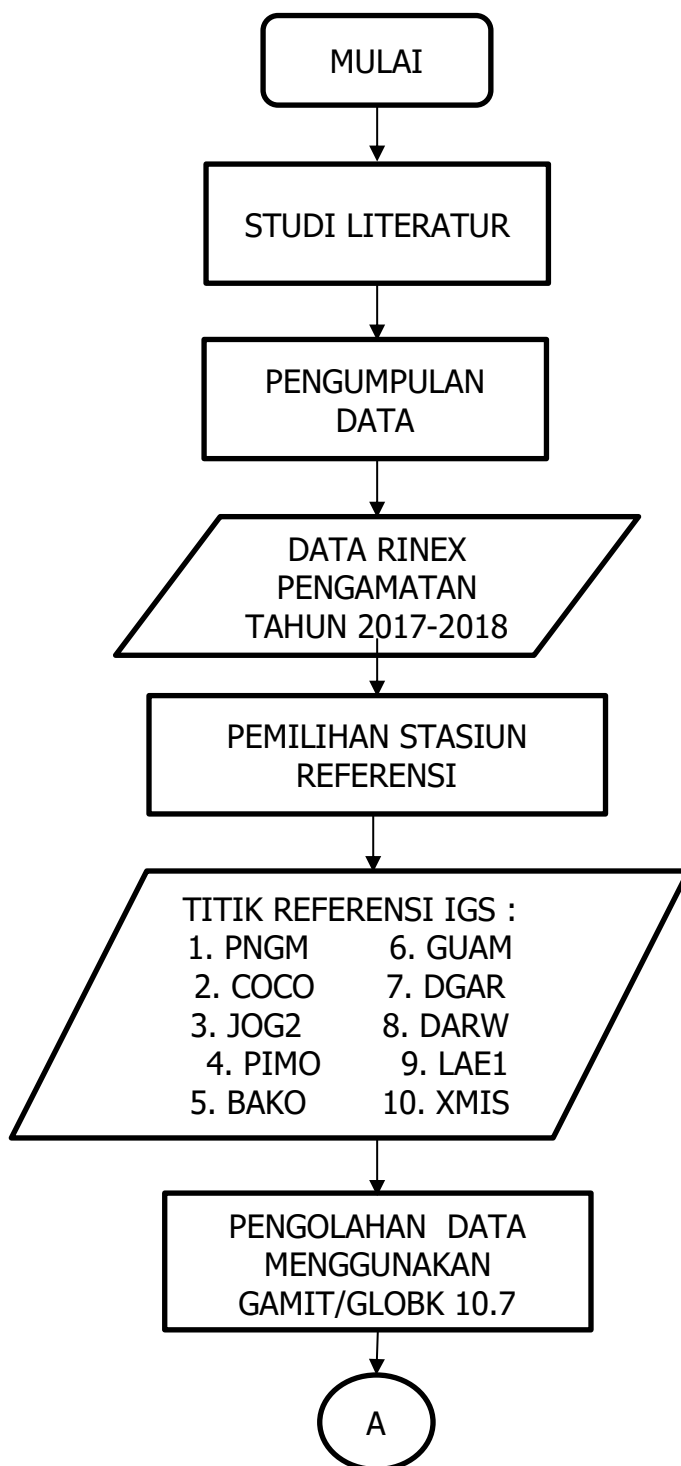 MULAI
STUDI LITERATUR
PENGUMPULAN
DATA
DATA RINEX
PENGAMATAN
TAHUN 2017-2018
PEMILIHAN STASIUN
REFERENSI
TITIK REFERENSI IGS :
1. PNGM 6. GUAM
2. COCO 7. DGAR
3. JOG2 8. DARW
4. PIMO 9. LAE1
5. BAKO 10. XMIS
PENGOLAHAN DATA
MENGGUNAKAN
GAMIT/GLOBK 10.7
A